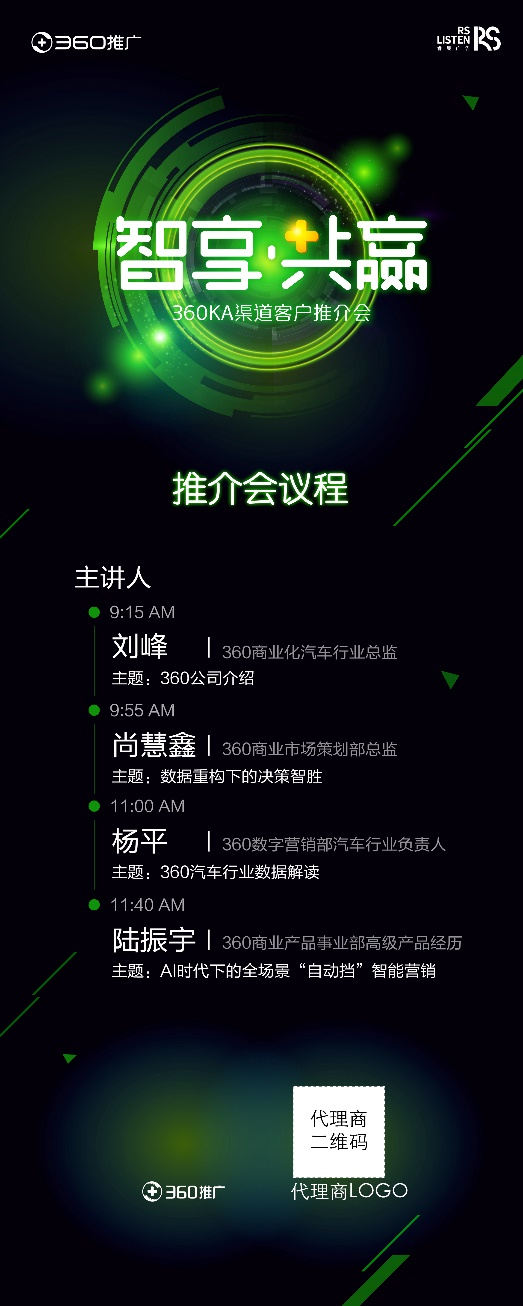 360推广
RS
LISTEN
RS
智享·共赢
360KA渠道客户推介会
推介会议程
主讲人
9:15 AM
刘峰 | 360商业化汽车行业总监
主题：360公司介绍
9:55 AM
尚慧鑫 | 360商业市场策划部总监
主题：数据重构下的决策智胜
11:00 AM
杨平 | 360数字营销部汽车行业负责人
主题：360汽车行业数据解读
11:40 AM
陆振宇 | 360商业产品事业部高级产品经历
主题：AI时代下的全场景“自动挡”智能营销
代理商
二维码
360推广
代理商LOGO